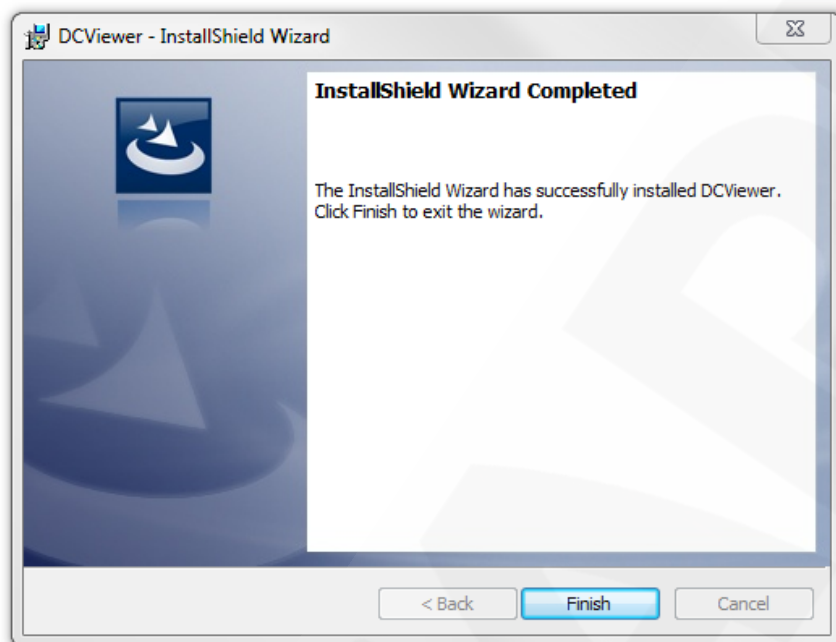 DCViewer - InstallShield Wizard
InstallShield Wizard Completed
The InstallShield Wizard has successfully installed DCViewer.
Click Finish to exit the wizard.
< Back
Finish
Cancel